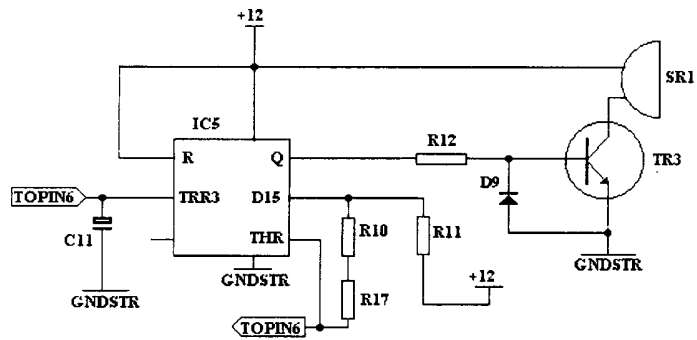 +12
SR1
IC5
R
Q
R12
TR3
TOPIN6
TRR3
D15
D9
C11
THR
R10
R11
GNDSTR
GNDSTR
GNDSTR
+12
R17
TOPIN6